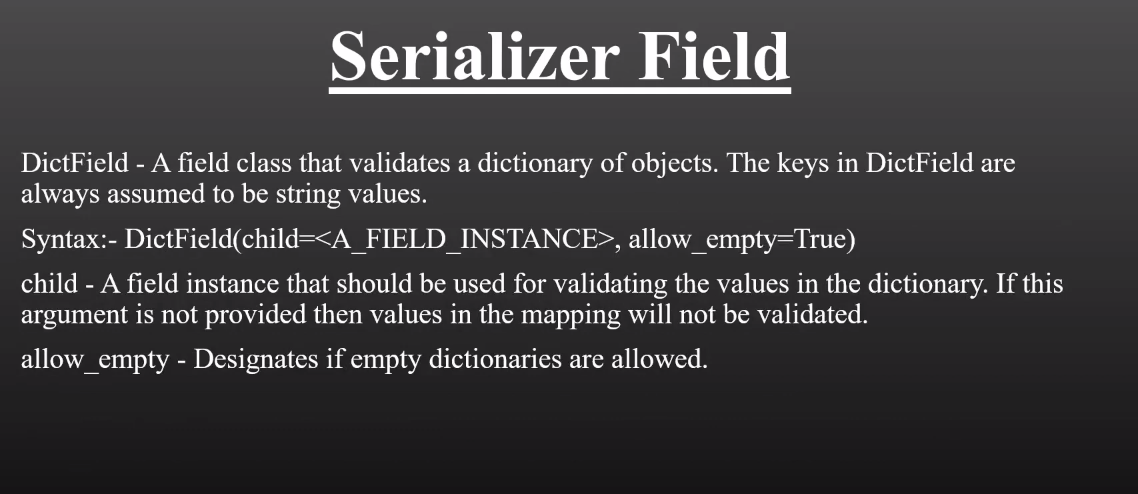 Serializer Field
DictField - A field class that validates a dictionary of objects. The keys in DictField are
always assumed to be string values.
Syntax:- DictField(child=<A_FIELD_INSTANCE>, allow_empty=True)
child - A field instance that should be used for validating the values in the dictionary. If this
argument is not provided then values in the mapping will not be validated.
allow_empty - Designates if empty dictionaries are allowed.